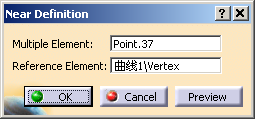 Near Definition
Multiple Element: Point.37
Reference Element: 曲线1\Vertex
OK Cancel Preview